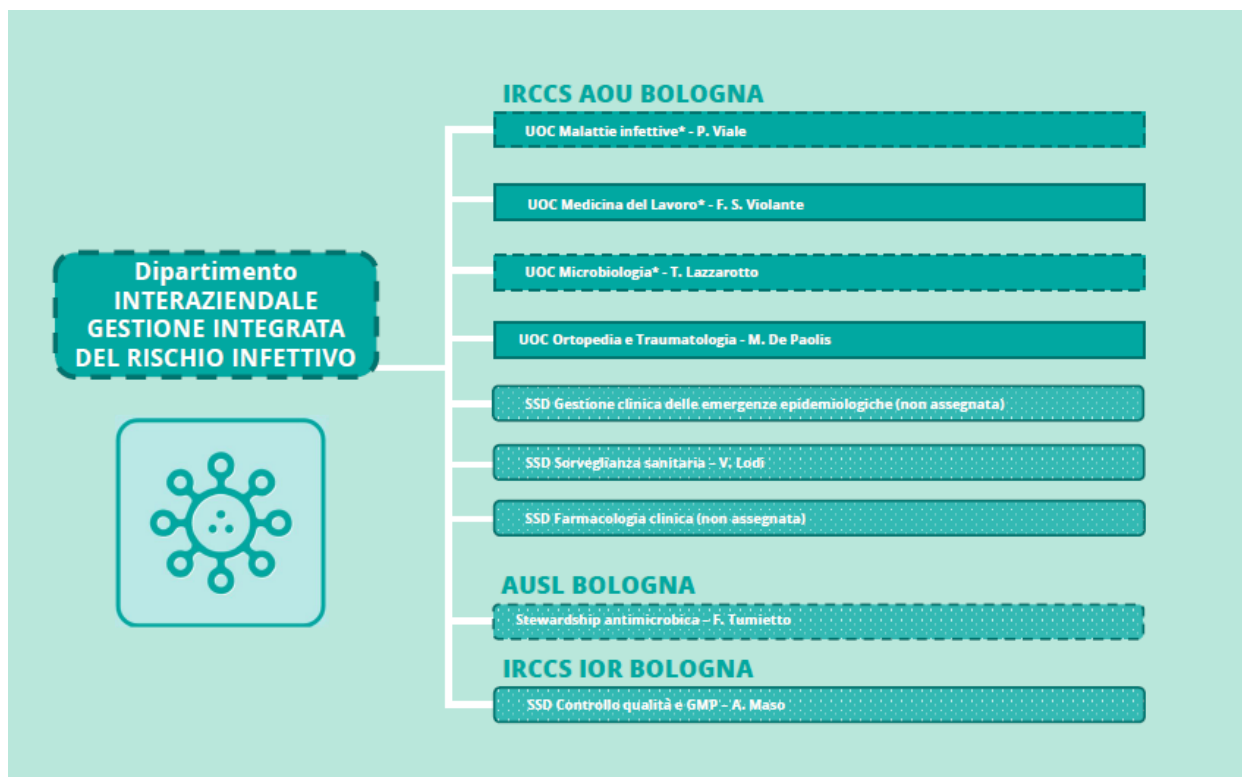 Dipartimento
INTERAZIENDALE
GESTIONE INTEGRATA
DEL RISCHIO INFETTIVO
IRCCS AOU BOLOGNA
UOC Malattie infettive* - P. Viale
UOC Medicina del Lavoro* - F. S. Violante
UOC Microbiologia* - T. Lazzarotto
UOC Ortopedia e Traumatologia - M. De Paolis
SSD Gestione clinica delle emergenze epidemiologiche (non assegnata)
SSD Sorveglianza sanitaria – V. Lodi
SSD Farmacologia clinica (non assegnata)
AUSL BOLOGNA
Stewardship antimicrobica – F. Tumietto
IRCCS IOR BOLOGNA
SSD Controllo qualità e GMP – A. Maso